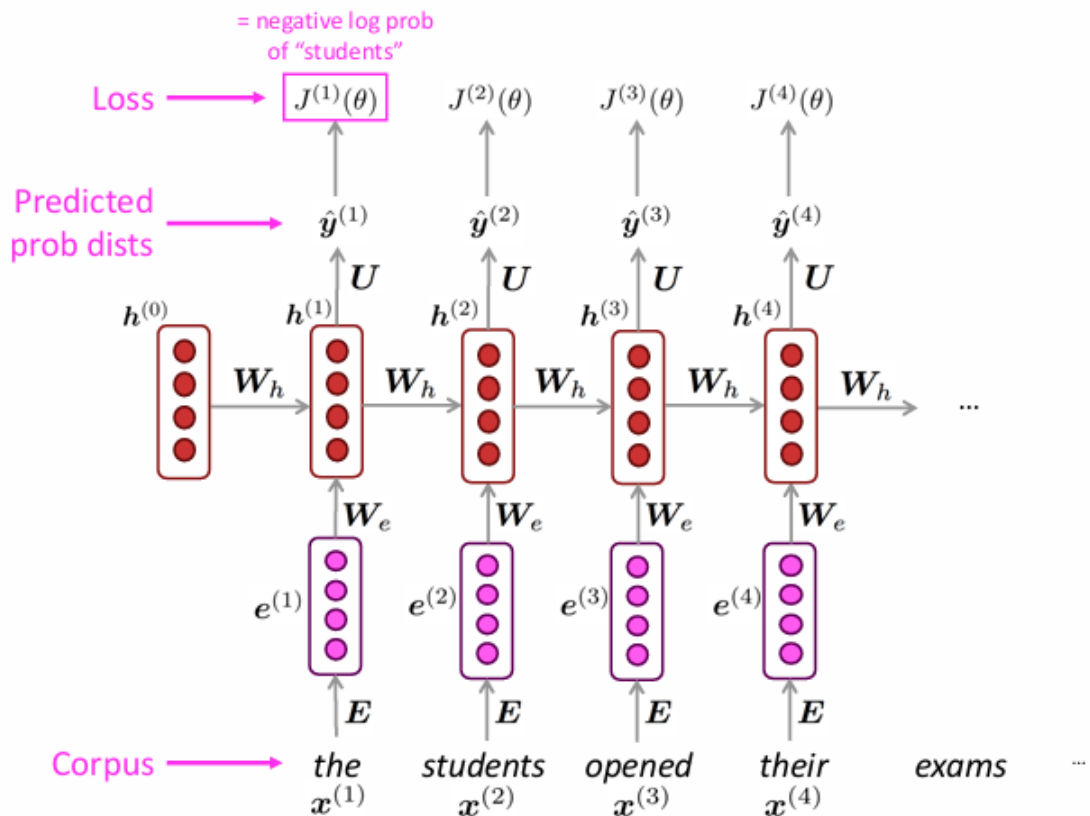 = negative log prob
of “students”
Loss J^{(1)}(θ) J^{(2)}(θ) J^{(3)}(θ) J^{(4)}(θ)
Predicted
prob dists
ŷ^{(1)} ŷ^{(2)} ŷ^{(3)} ŷ^{(4)}
U U U U
h^{(0)} h^{(1)} h^{(2)} h^{(3)} h^{(4)}
W_h W_h W_h W_h W_h
...
W_e W_e W_e W_e
e^{(1)} e^{(2)} e^{(3)} e^{(4)}
E E E E
Corpus the students opened their exams ...
x^{(1)} x^{(2)} x^{(3)} x^{(4)}